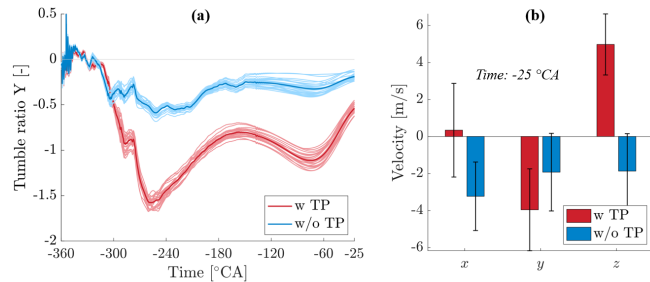 (a)
0.5
0
-0.5
-1
-1.5
-2
Tumble ratio Y [-]
-360
-300
-240
-180
-120
-60
-25
Time [°CA]
w TP
w/o TP
(b)
6
4
2
0
-2
-4
-6
Velocity [m/s]
Time: -25 °CA
w TP
w/o TP
x
y
z